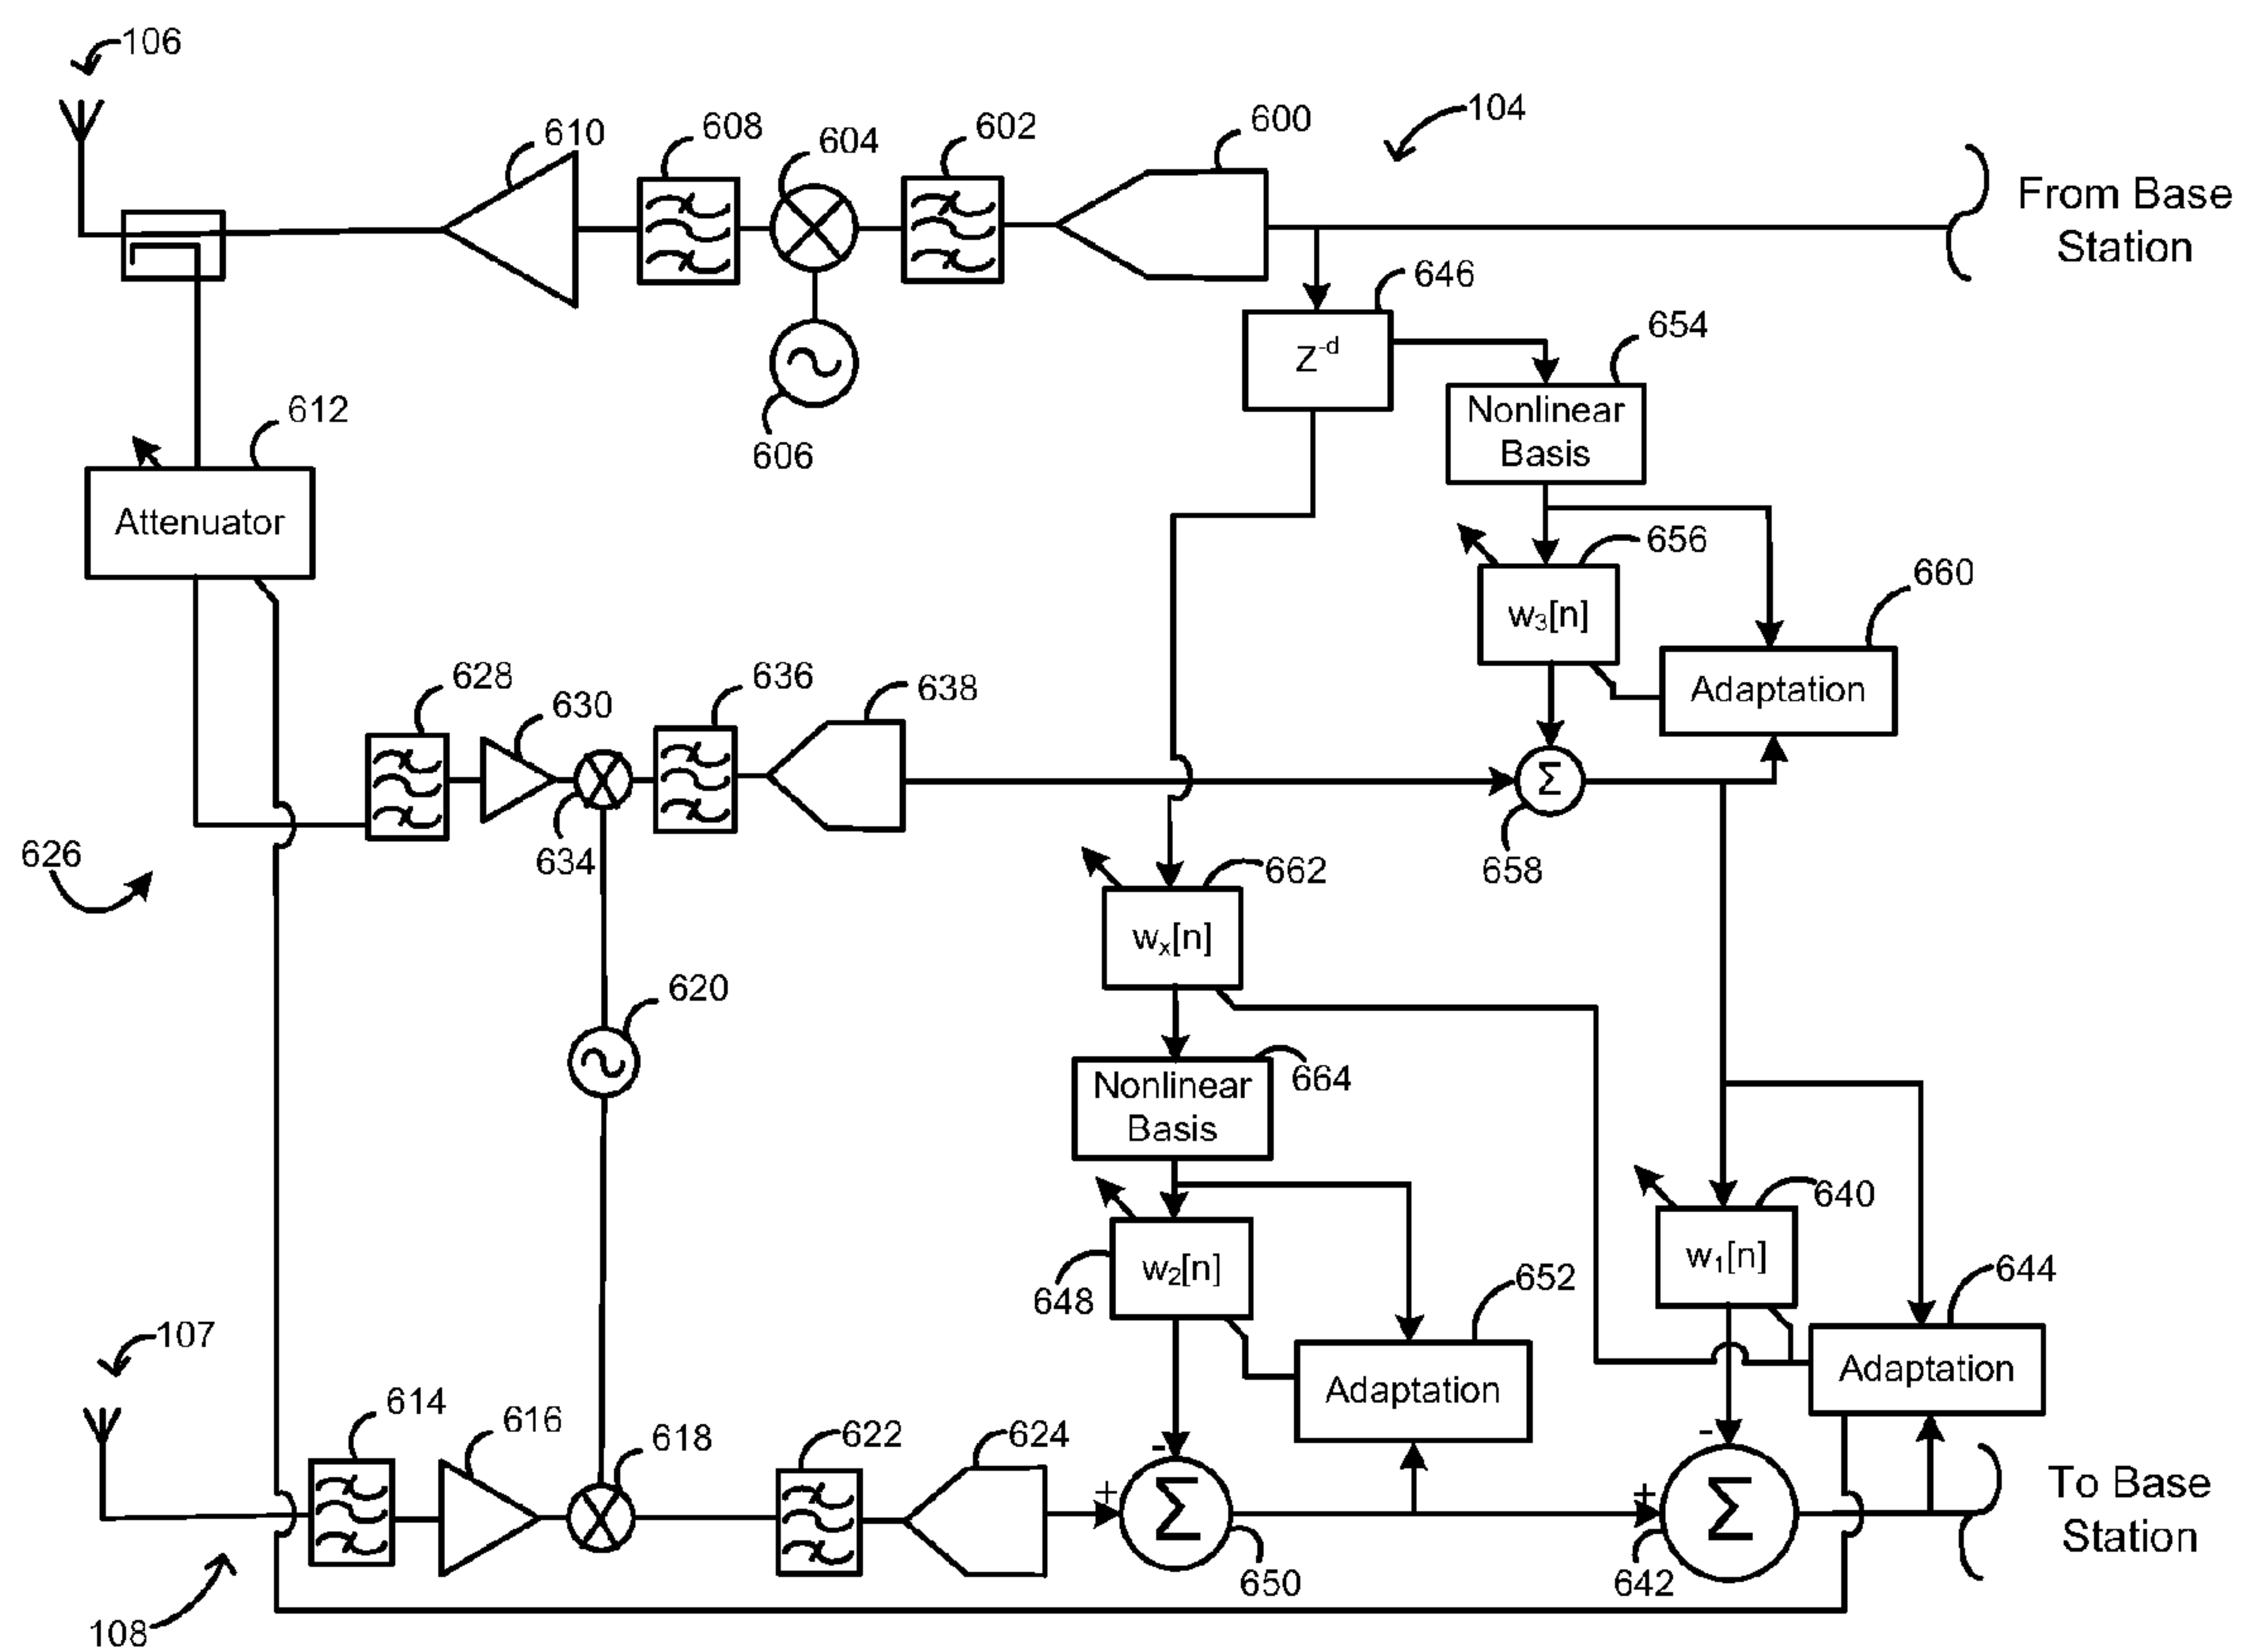 106
610
608
604
602
600
104
From Base
Station
646
Z-d
654
Nonlinear
Basis
606
612
Attenuator
656
w3[n]
660
Adaptation
628
630
636
638
634
Σ
658
626
662
wx[n]
620
664
Nonlinear
Basis
640
w1[n]
648
w2[n]
652
Adaptation
644
Adaptation
107
614
616
618
622
624
-
+
Σ
650
-
+
Σ
642
To Base
Station
108